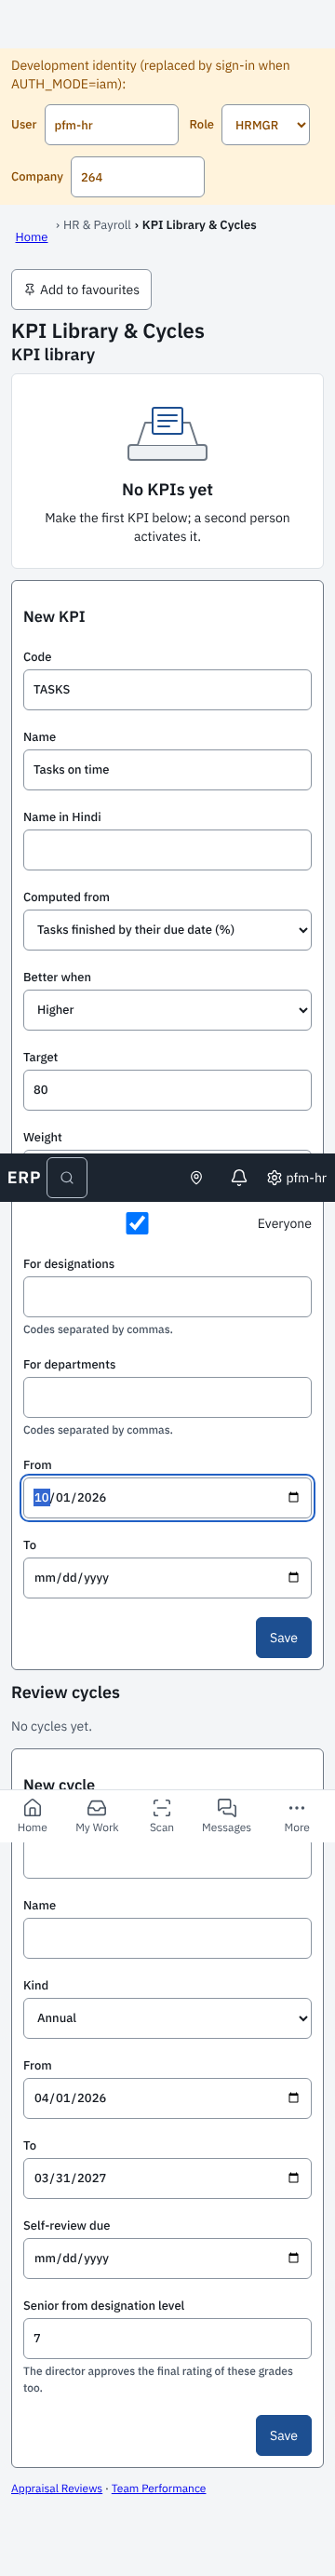 Development identity (replaced by sign-in when
AUTH_MODE=iam):
User pfm-hr Role HRMGR
Company 264
Home › HR & Payroll › KPI Library & Cycles
Add to favourites
KPI Library & Cycles
KPI library
No KPIs yet
Make the first KPI below; a second person
activates it.
New KPI
Code
TASKS
Name
Tasks on time
Name in Hindi
Computed from
Tasks finished by their due date (%)
Better when
Higher
Target
80
Weight
ERP pfm-hr
Everyone
For designations
Codes separated by commas.
For departments
Codes separated by commas.
From
10/01/2026
To
mm/dd/yyyy
Save
Review cycles
No cycles yet.
New cycle
Home My Work Scan Messages More
Name
Kind
Annual
From
04/01/2026
To
03/31/2027
Self-review due
mm/dd/yyyy
Senior from designation level
7
The director approves the final rating of these grades
too.
Save
Appraisal Reviews · Team Performance